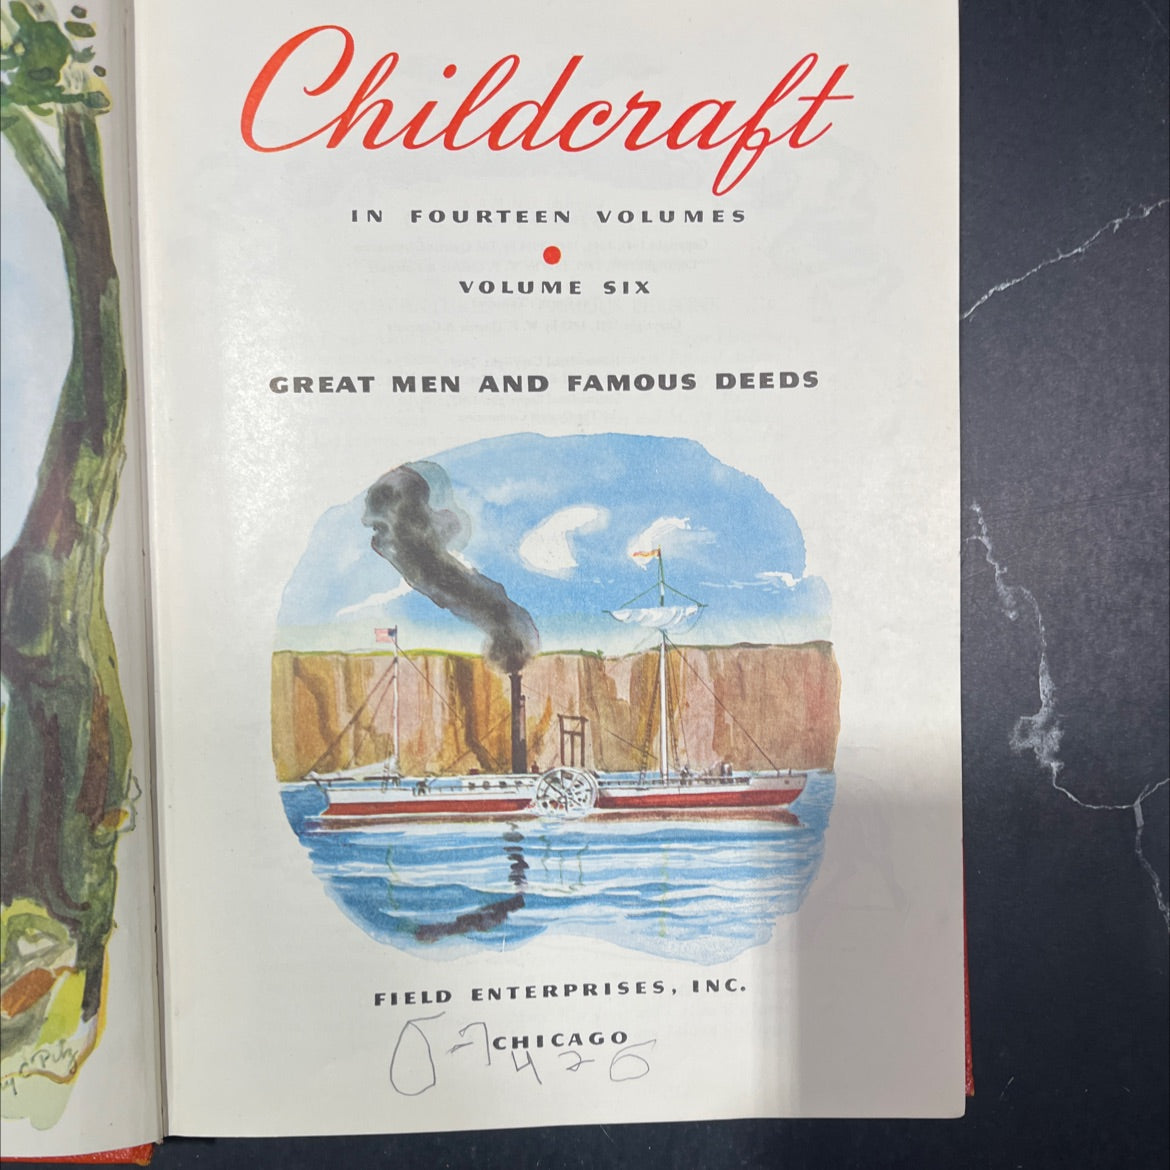 Childcraft
IN FOURTEEN VOLUMES
VOLUME SIX
GREAT MEN AND FAMOUS DEEDS
FIELD ENTERPRISES, INC.
CHICAGO